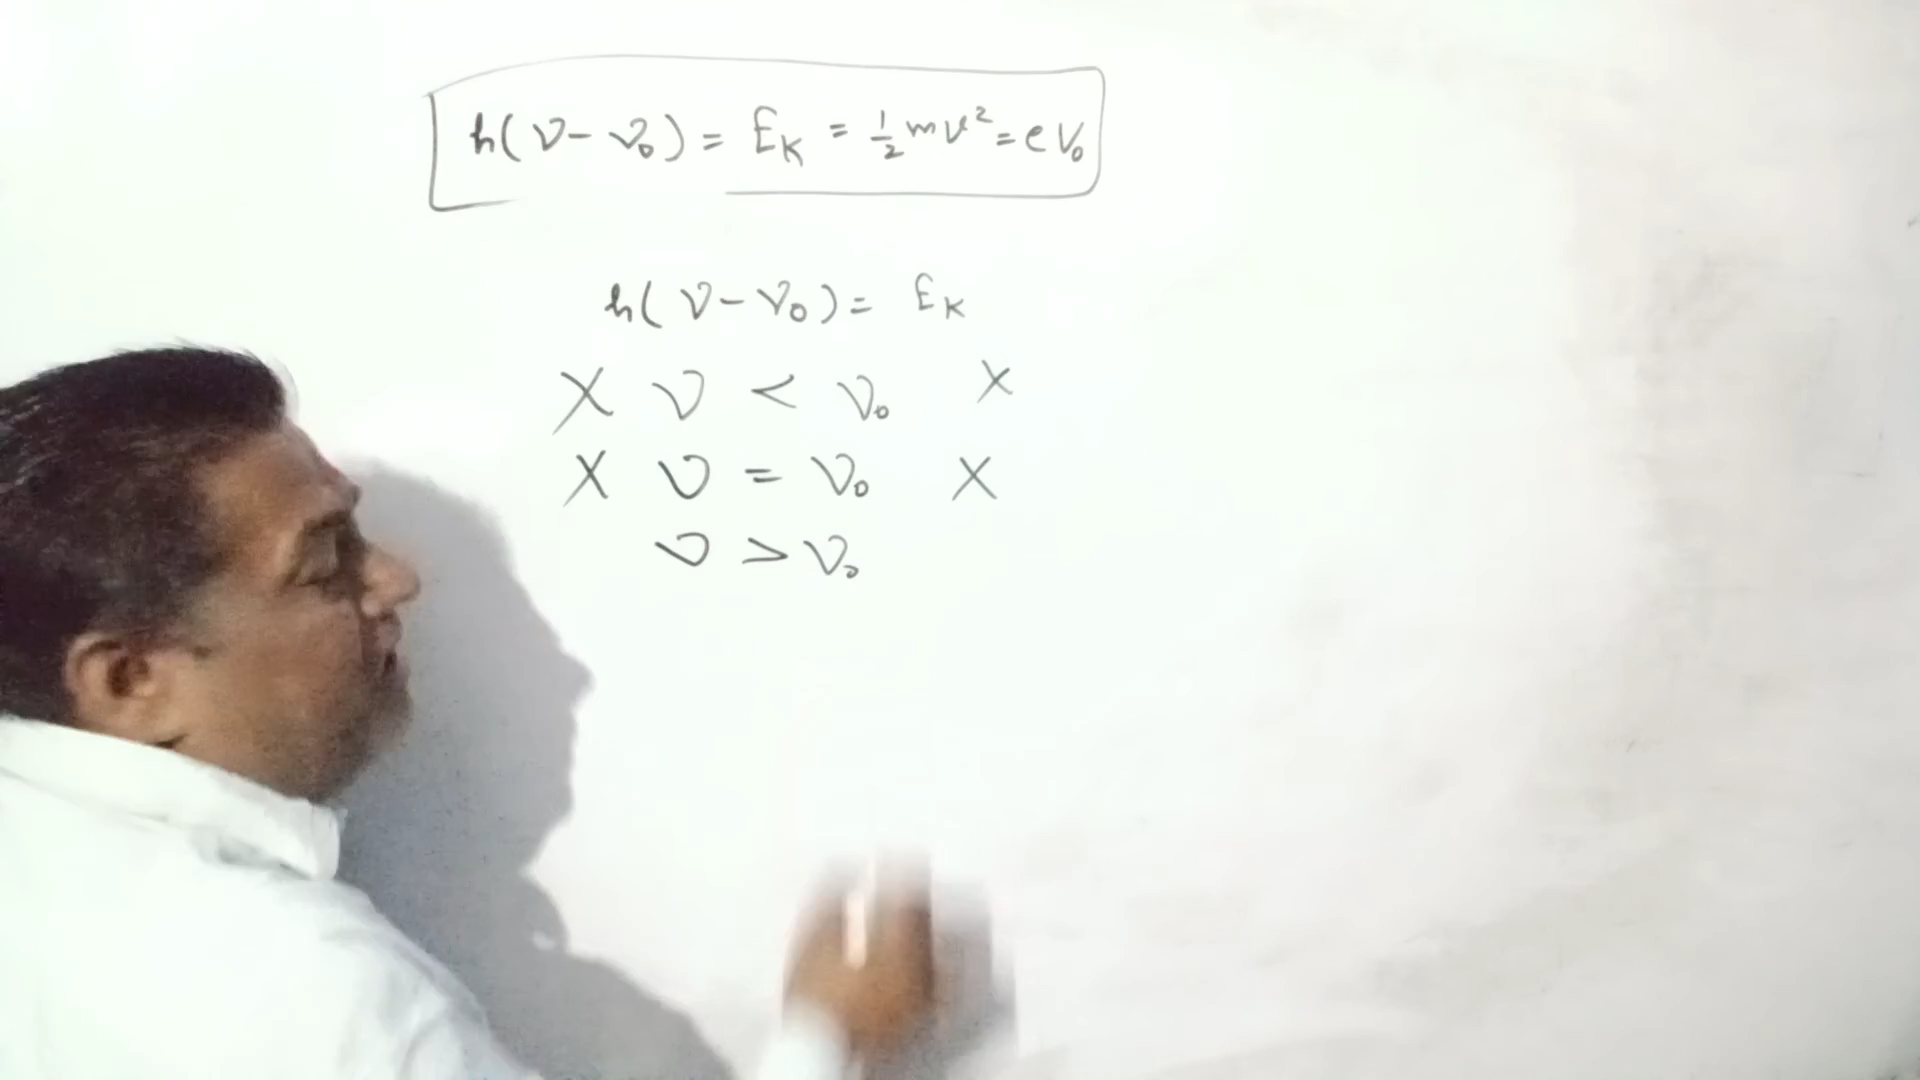 h(ν-ν₀) = E_K = ½mv² = eV₀
h(ν-ν₀) = E_K
X ν < ν₀ X
X ν = ν₀ X
ν > ν₀